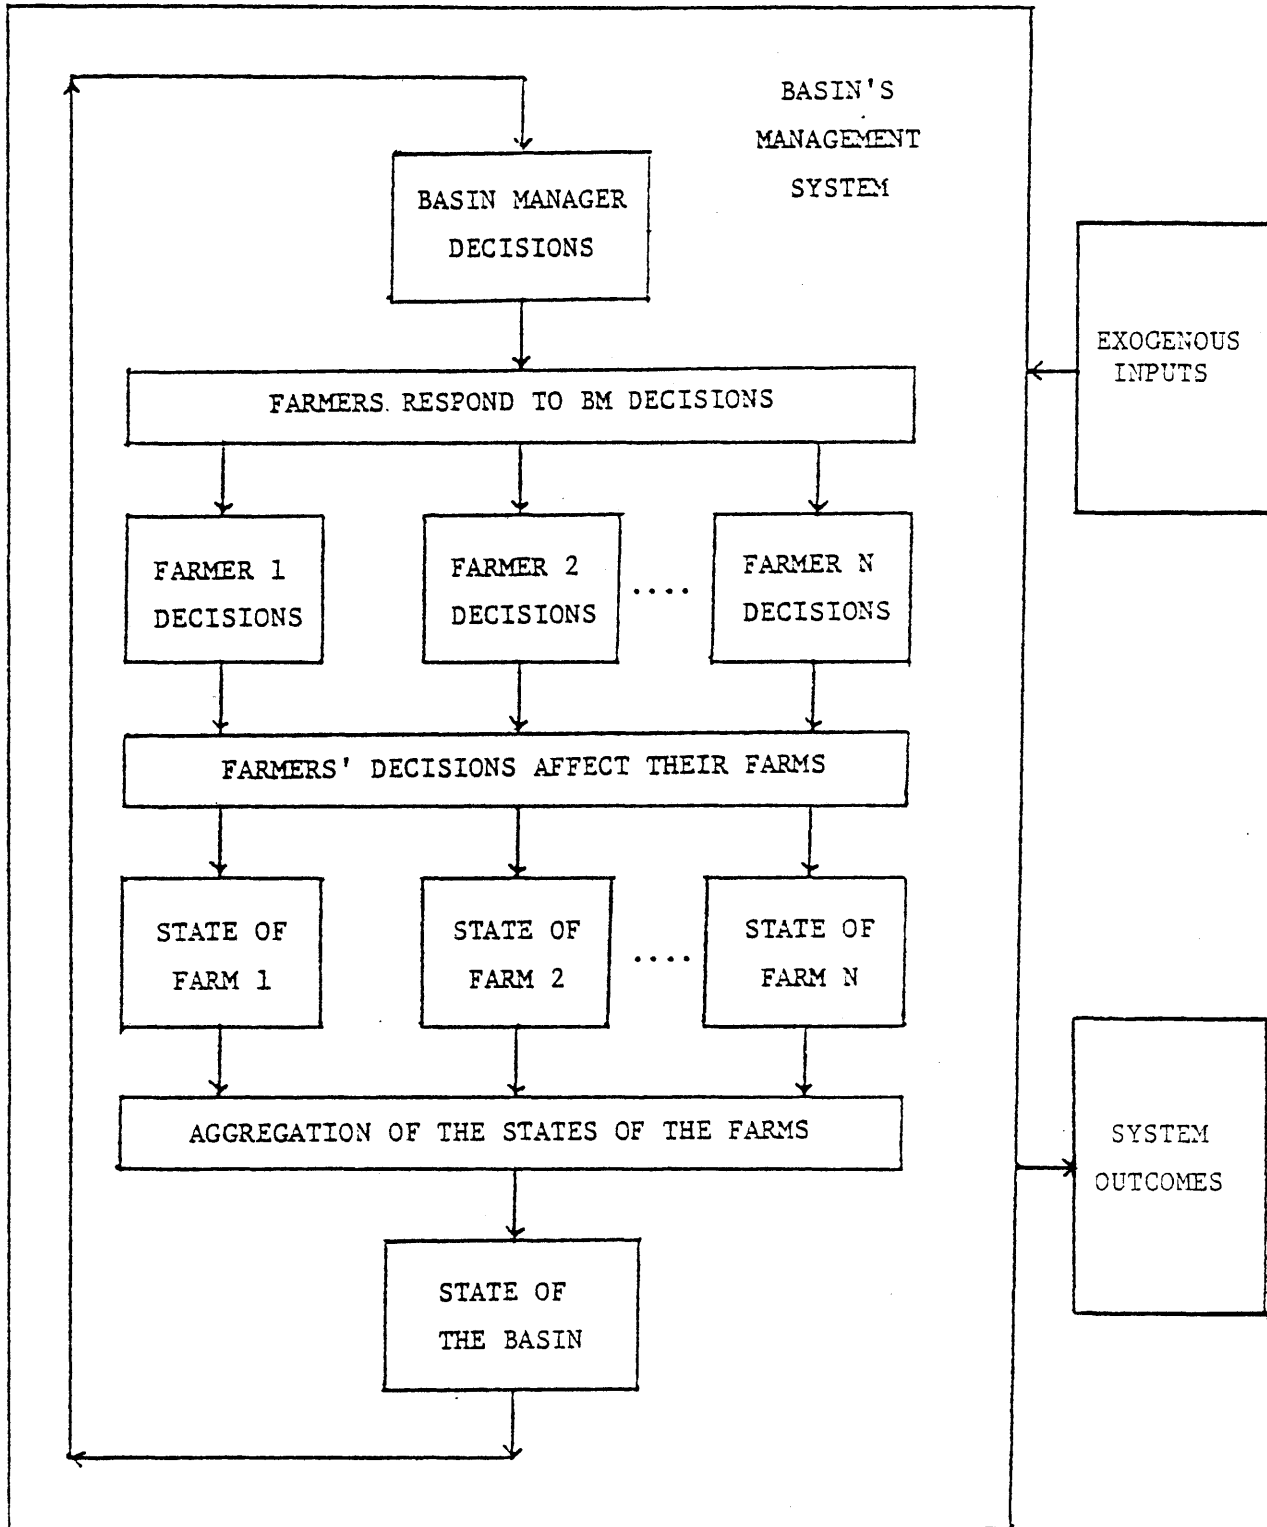 BASIN'S
MANAGEMENT
SYSTEM
BASIN MANAGER
DECISIONS
EXOGENOUS
INPUTS
FARMERS RESPOND TO BM DECISIONS
FARMER 1
DECISIONS
FARMER 2
DECISIONS
....
FARMER N
DECISIONS
FARMERS' DECISIONS AFFECT THEIR FARMS
STATE OF
FARM 1
STATE OF
FARM 2
....
STATE OF
FARM N
AGGREGATION OF THE STATES OF THE FARMS
SYSTEM
OUTCOMES
STATE OF
THE BASIN